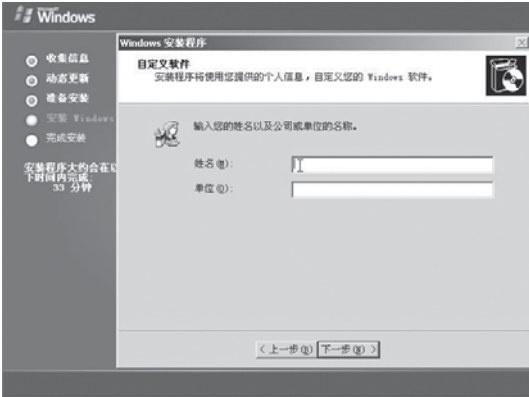 Microsoft
Windows
收集信息
动态更新
准备安装
安装 Windows
完成安装
安装程序大约会在以
下时间内完成:
33 分钟
Windows 安装程序
自定义软件
安装程序将使用您提供的个人信息，自定义您的 Windows 软件。
输入您的姓名以及公司或单位的名称。
姓名(M):
单位(O):
< 上一步(B)
下一步(N) >